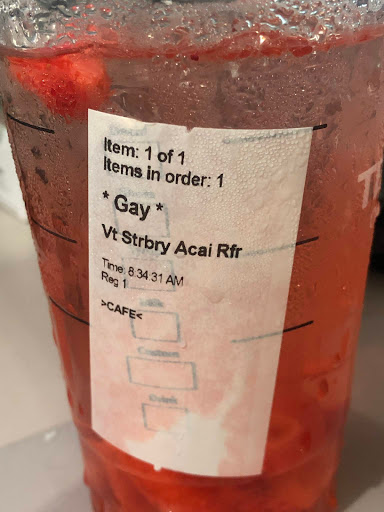 Item: 1 of 1
Items in order: 1
* Gay *
Vt Strbry Acai Rfr
Time: 8:34:31 AM
Reg 1
>CAFE<